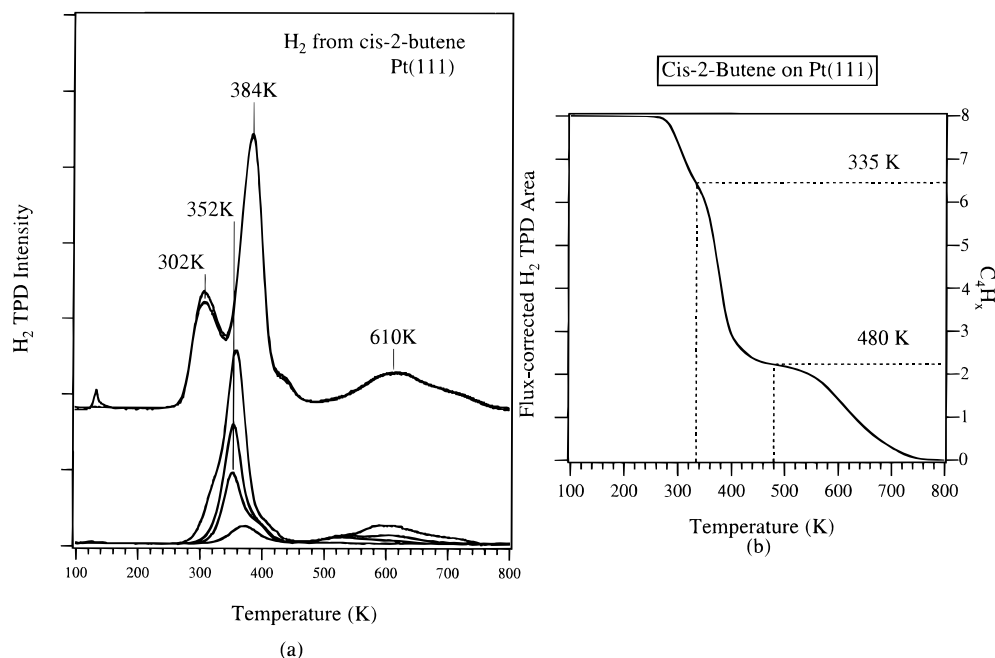 H2 from cis-2-butene
Pt(111)
384K
352K
302K
610K
H2 TPD Intensity
100 200 300 400 500 600 700 800
Temperature (K)
(a)
Cis-2-Butene on Pt(111)
8
7
335 K
6
5
4
3
480 K
2
1
0
Flux-corrected H2 TPD Area
C4Hx
100 200 300 400 500 600 700 800
Temperature (K)
(b)